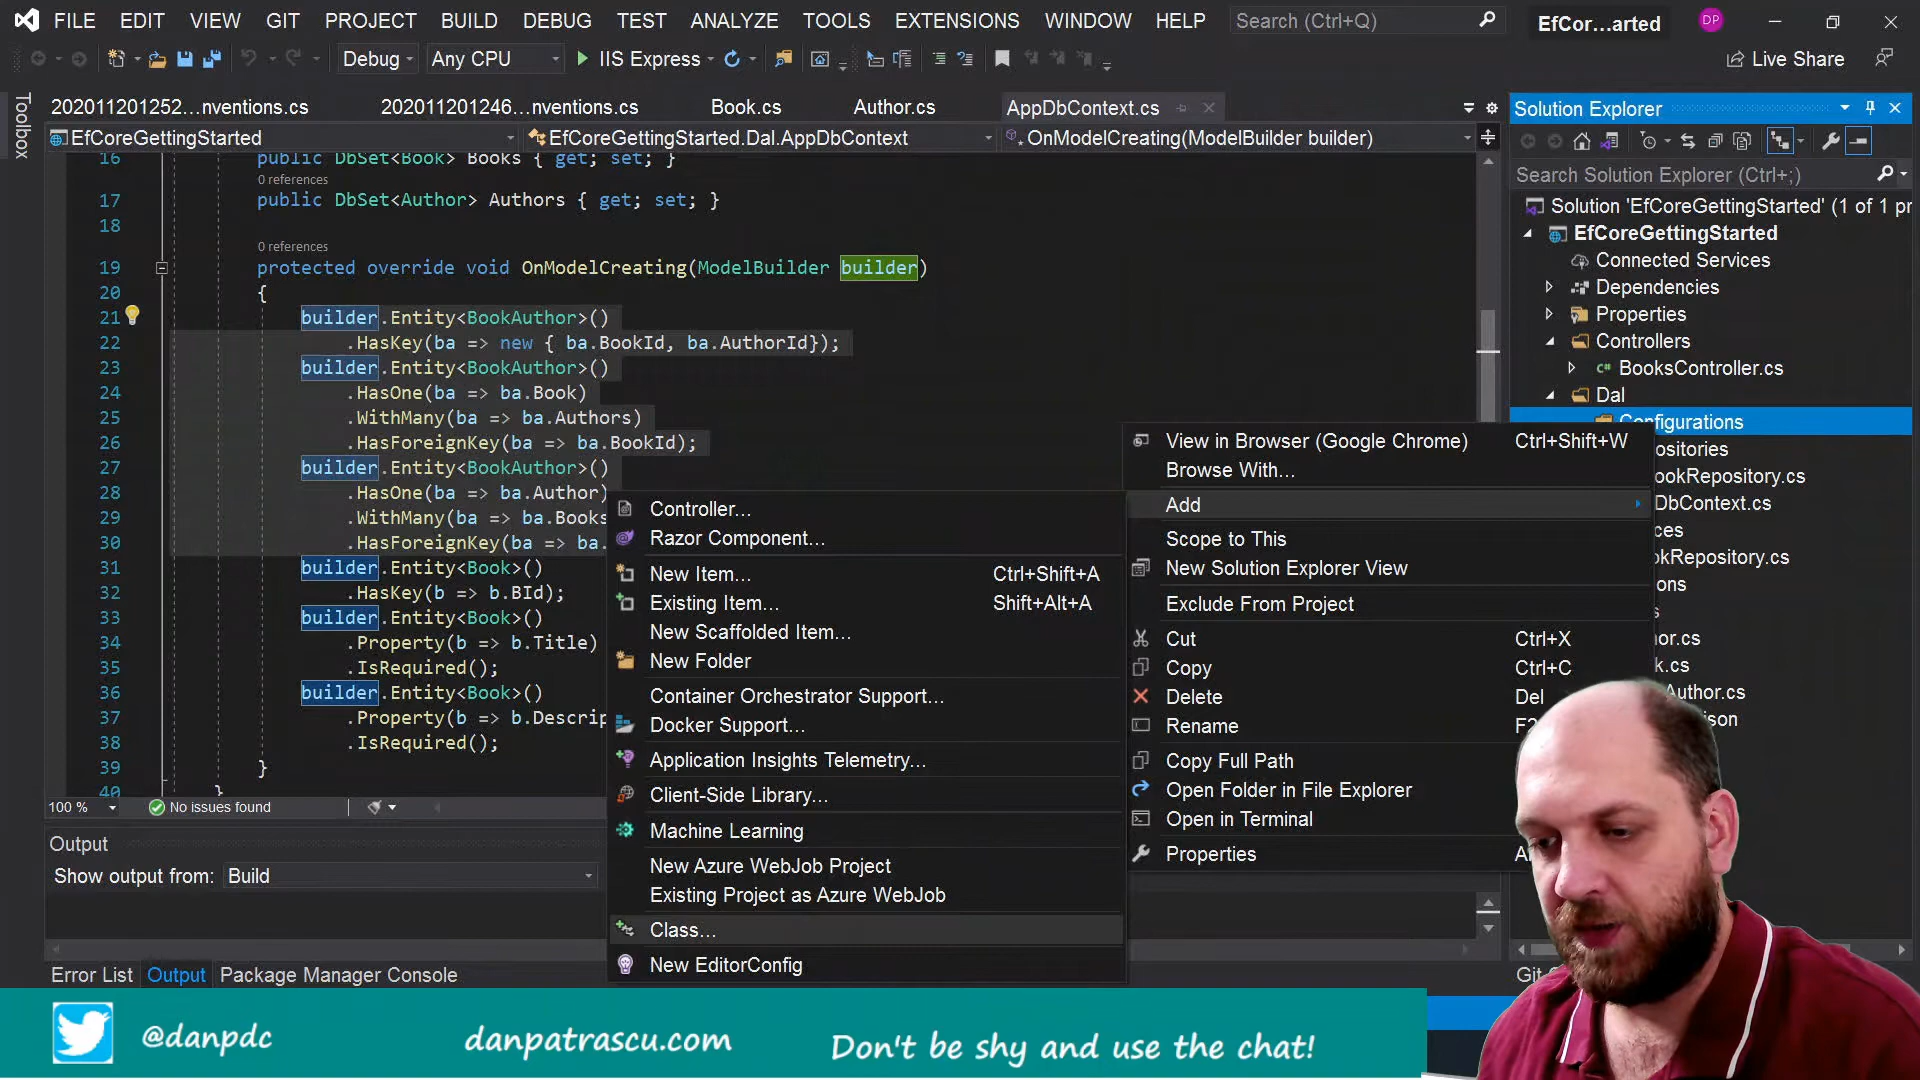 FILE EDIT VIEW GIT PROJECT BUILD DEBUG TEST ANALYZE TOOLS EXTENSIONS WINDOW HELP Search (Ctrl+Q) EfCor...arted DP
Debug Any CPU IIS Express Live Share
Toolbox
202011201252...nventions.cs 202011201246...nventions.cs Book.cs Author.cs AppDbContext.cs
EfCoreGettingStarted EfCoreGettingStarted.Dal.AppDbContext OnModelCreating(ModelBuilder builder)
16 public DbSet<Book> Books { get; set; }
0 references
17 public DbSet<Author> Authors { get; set; }
18
0 references
19 protected override void OnModelCreating(ModelBuilder builder)
20 {
21 builder.Entity<BookAuthor>()
22 .HasKey(ba => new { ba.BookId, ba.AuthorId});
23 builder.Entity<BookAuthor>()
24 .HasOne(ba => ba.Book)
25 .WithMany(ba => ba.Authors)
26 .HasForeignKey(ba => ba.BookId);
27 builder.Entity<BookAuthor>()
28 .HasOne(ba => ba.Author)
29 .WithMany(ba => ba.Books
30 .HasForeignKey(ba => ba.
31 builder.Entity<Book>()
32 .HasKey(b => b.BId);
33 builder.Entity<Book>()
34 .Property(b => b.Title)
35 .IsRequired();
36 builder.Entity<Book>()
37 .Property(b => b.Descrip
38 .IsRequired();
39 }
40 }
100 % No issues found
Output
Show output from: Build
Error List Output Package Manager Console
Controller...
Razor Component...
New Item... Ctrl+Shift+A
Existing Item... Shift+Alt+A
New Scaffolded Item...
New Folder
Container Orchestrator Support...
Docker Support...
Application Insights Telemetry...
Client-Side Library...
Machine Learning
New Azure WebJob Project
Existing Project as Azure WebJob
Class...
New EditorConfig
View in Browser (Google Chrome) Ctrl+Shift+W
Browse With...
Add
Scope to This
New Solution Explorer View
Exclude From Project
Cut Ctrl+X
Copy Ctrl+C
Delete Del
Rename F2
Copy Full Path
Open Folder in File Explorer
Open in Terminal
Properties
Solution Explorer
Search Solution Explorer (Ctrl+;)
Solution 'EfCoreGettingStarted' (1 of 1 pr
EfCoreGettingStarted
Connected Services
Dependencies
Properties
Controllers
C# BooksController.cs
Dal
Configurations
ositories
ookRepository.cs
DbContext.cs
ces
okRepository.cs
ons
s
or.cs
k.cs
Author.cs
son
@danpdc danpatrascu.com Don't be shy and use the chat!